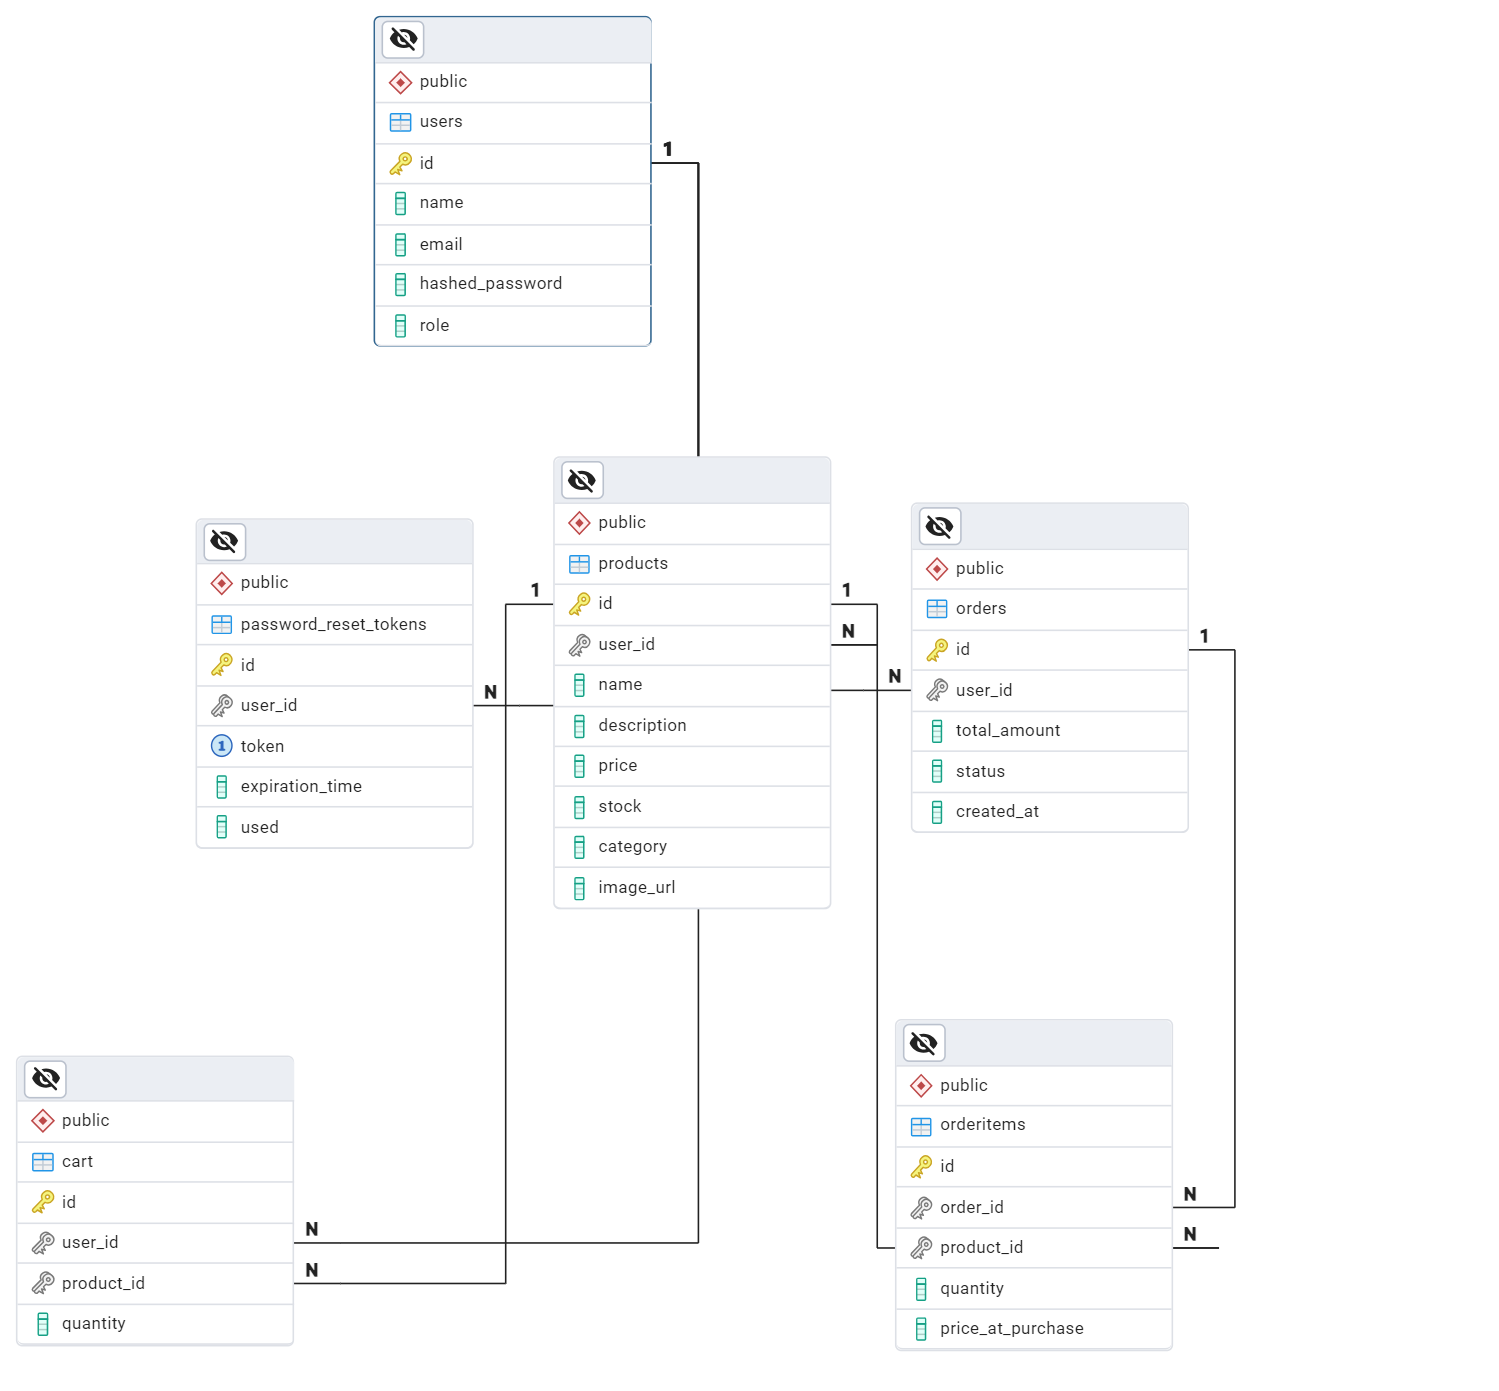 public
users
id
1
name
email
hashed_password
role
public
products
1
id
1
user_id
N
name
description
price
stock
category
image_url
public
password_reset_tokens
id
user_id
N
token
1
expiration_time
used
public
orders
id
1
N
user_id
total_amount
status
created_at
public
cart
id
user_id
N
product_id
N
quantity
public
orderitems
id
order_id
N
product_id
N
quantity
price_at_purchase